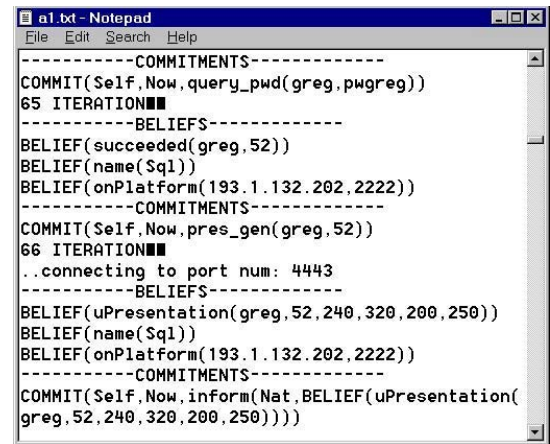 a1.txt - Notepad
File Edit Search Help
-----------COMMITMENTS-------------
COMMIT(Self,Now,query_pwd(greg,pwgreg))
65 ITERATION■■
-----------BELIEFS-------------
BELIEF(succeeded(greg,52))
BELIEF(name(Sql))
BELIEF(onPlatform(193.1.132.202,2222))
-----------COMMITMENTS-------------
COMMIT(Self,Now,pres_gen(greg,52))
66 ITERATION■■
..connecting to port num: 4443
-----------BELIEFS-------------
BELIEF(uPresentation(greg,52,240,320,200,250))
BELIEF(name(Sql))
BELIEF(onPlatform(193.1.132.202,2222))
-----------COMMITMENTS-------------
COMMIT(Self,Now,inform(Nat,BELIEF(uPresentation(
greg,52,240,320,200,250))))